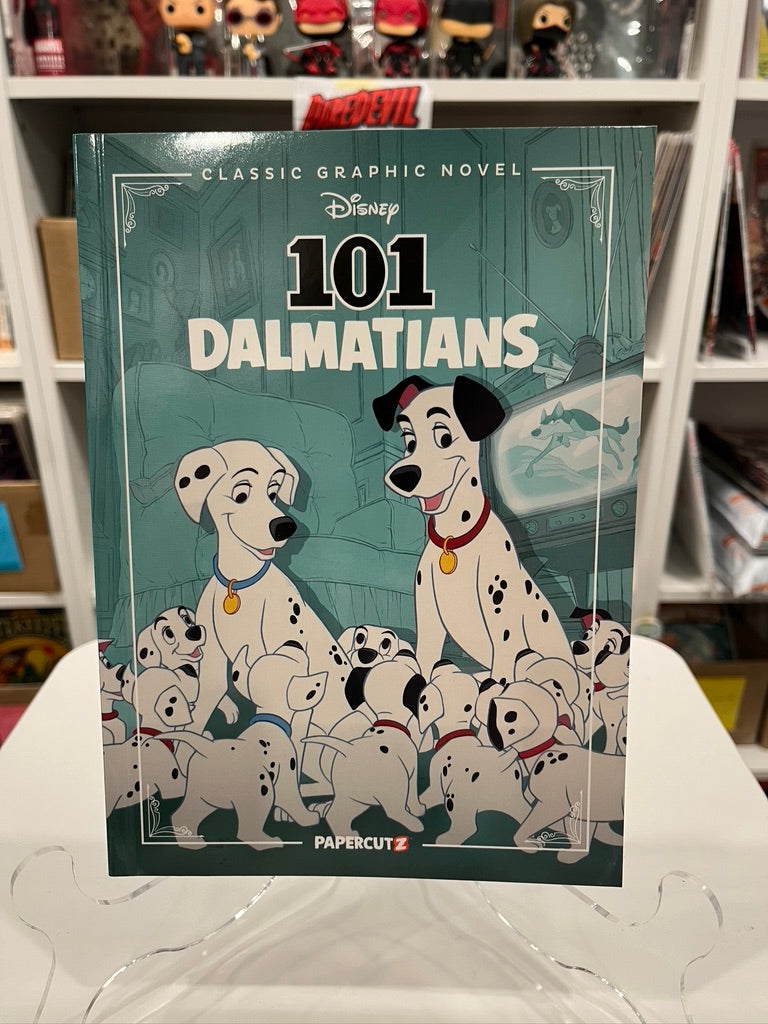 DAREDEVIL
CLASSIC GRAPHIC NOVEL
Disney
101
DALMATIANS
PAPERCUTZ